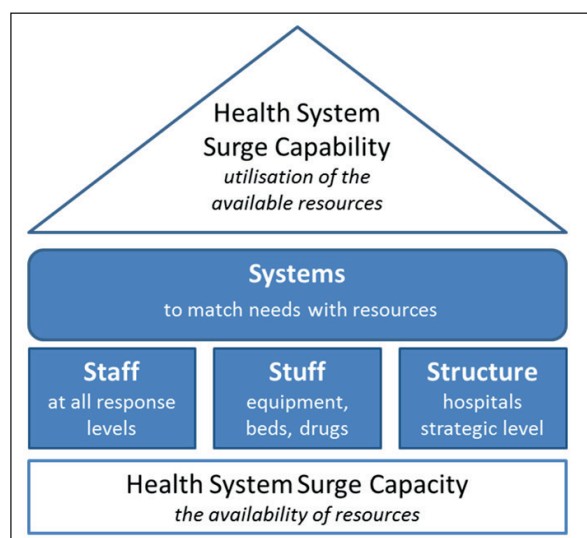 Health System
Surge Capability
utilisation of the
available resources
Systems
to match needs with resources
Staff
at all response
levels
Stuff
equipment,
beds, drugs
Structure
hospitals
strategic level
Health System Surge Capacity
the availability of resources